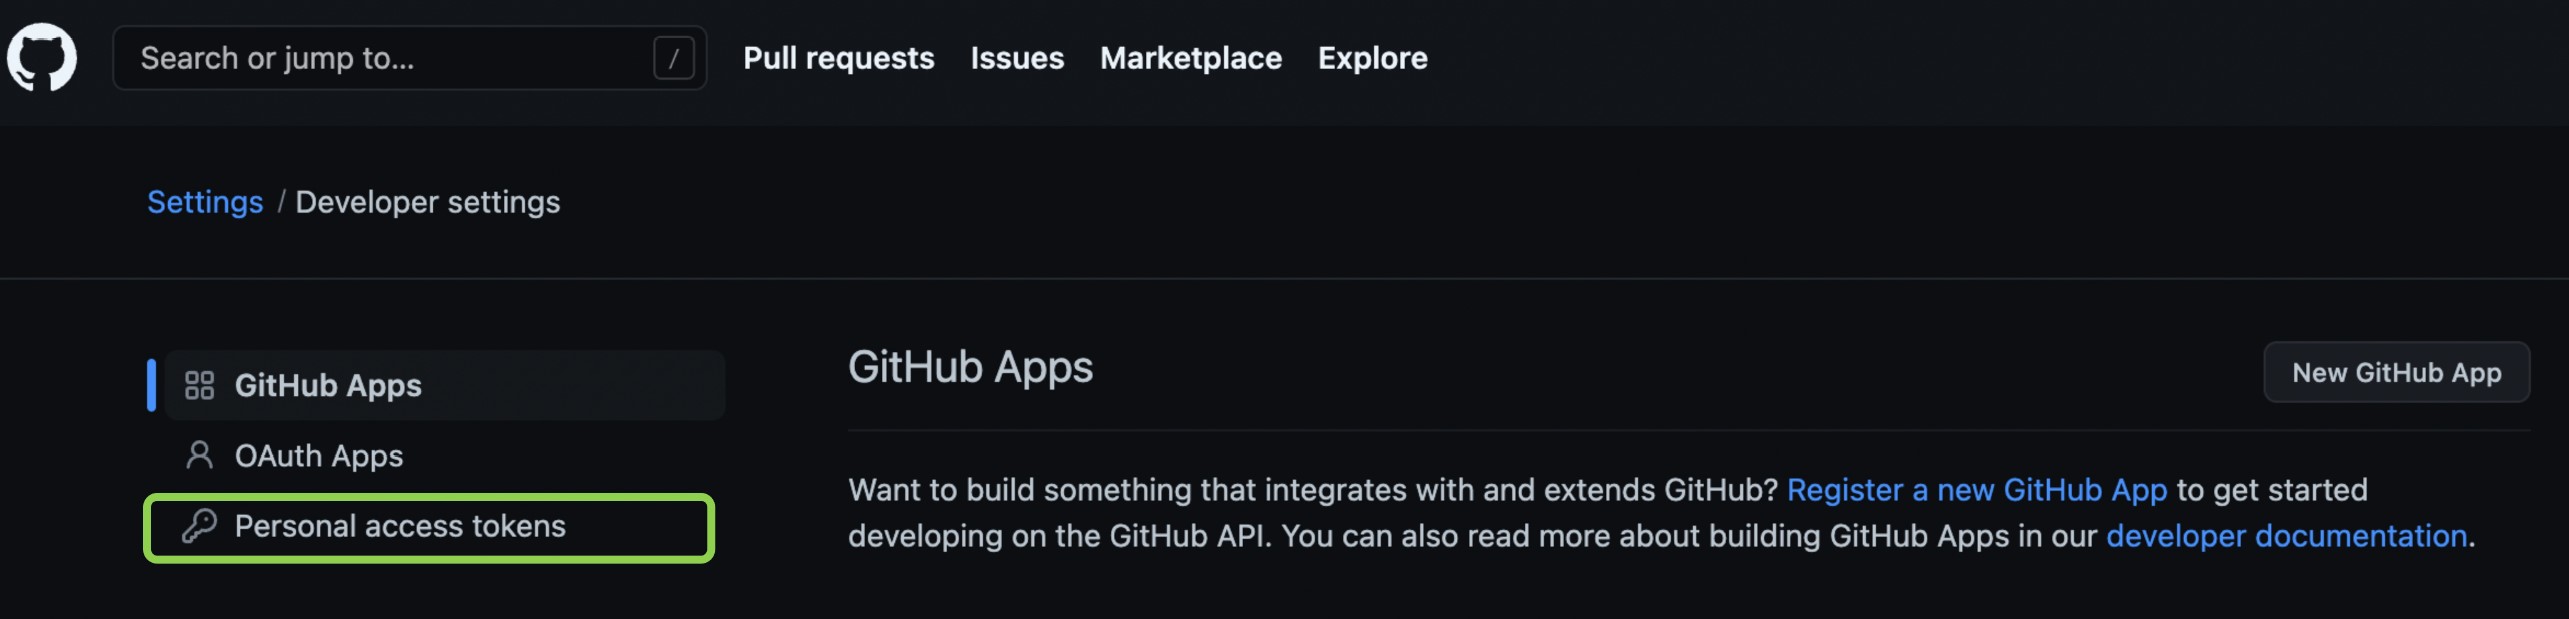 Search or jump to... /
Pull requests Issues Marketplace Explore
Settings / Developer settings
GitHub Apps
OAuth Apps
Personal access tokens
GitHub Apps
New GitHub App
Want to build something that integrates with and extends GitHub? Register a new GitHub App to get started
developing on the GitHub API. You can also read more about building GitHub Apps in our developer documentation.